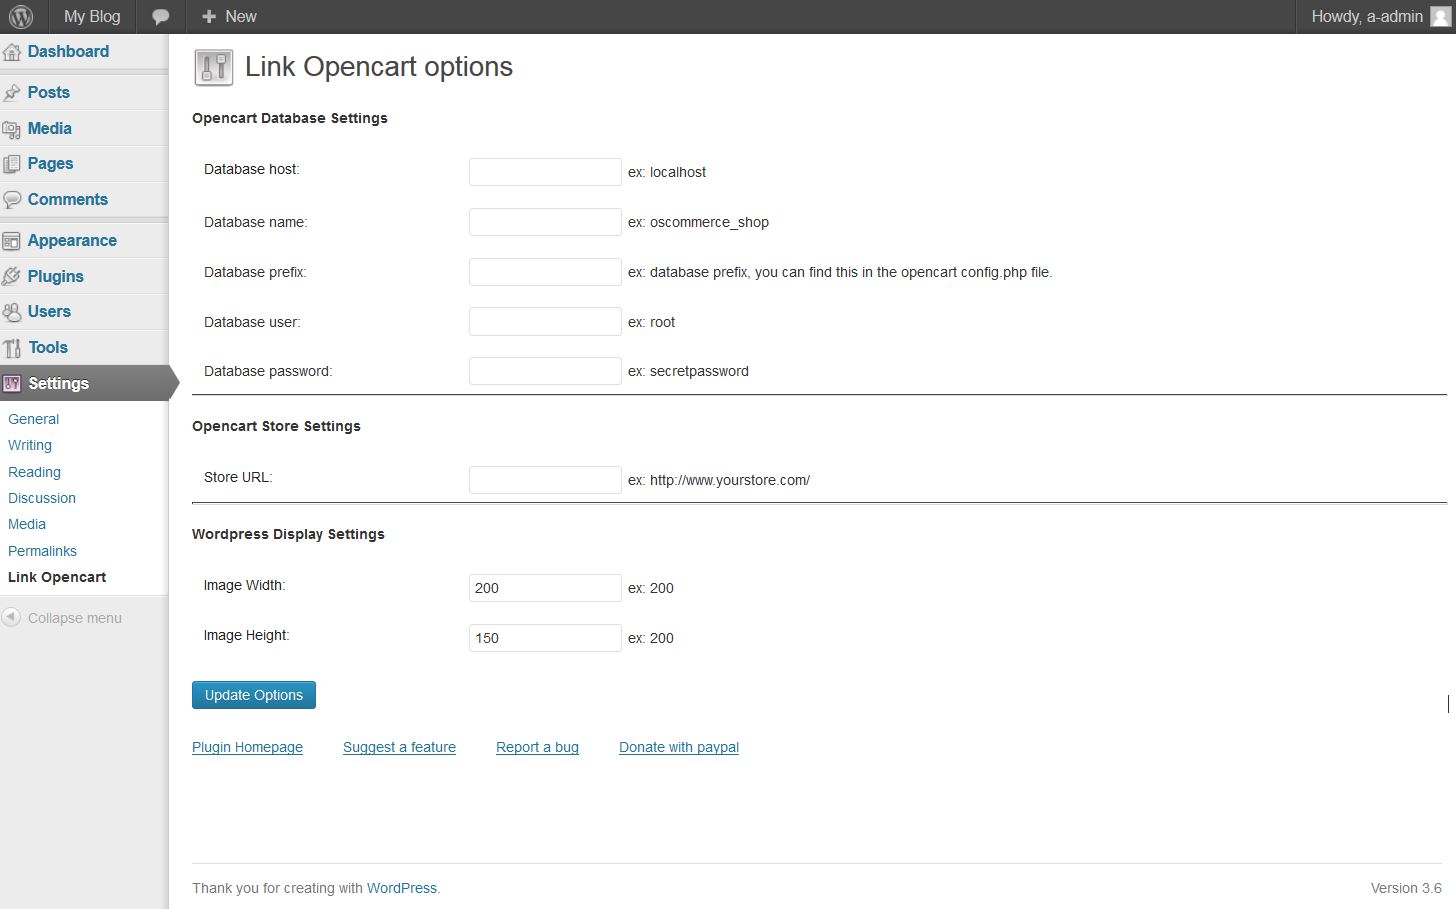 My Blog
New
Howdy, a-admin
Dashboard
Posts
Media
Pages
Comments
Appearance
Plugins
Users
Tools
Settings
General
Writing
Reading
Discussion
Media
Permalinks
Link Opencart
Collapse menu
Link Opencart options
Opencart Database Settings
Database host: ex: localhost
Database name: ex: oscommerce_shop
Database prefix: ex: database prefix, you can find this in the opencart config.php file.
Database user: ex: root
Database password: ex: secretpassword
Opencart Store Settings
Store URL: ex: http://www.yourstore.com/
Wordpress Display Settings
Image Width: 200 ex: 200
Image Height: 150 ex: 200
Update Options
Plugin Homepage Suggest a feature Report a bug Donate with paypal
Thank you for creating with WordPress. Version 3.6